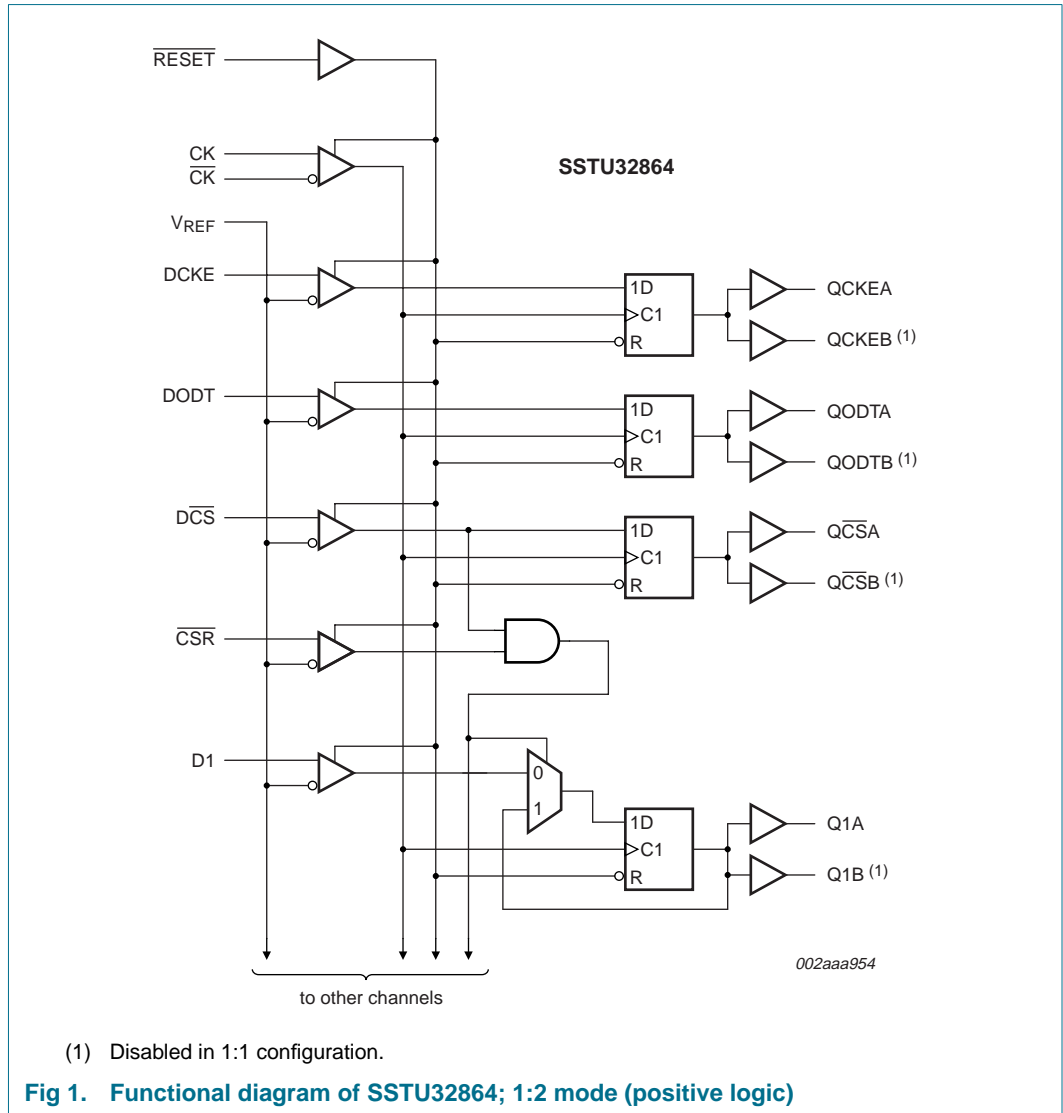 RESET
CK
CK
VREF
SSTU32864
DCKE
1D
C1
R
QCKEA
QCKEB (1)
DODT
1D
C1
R
QODTA
QODTB (1)
DCS
1D
C1
R
QCSA
QCSB (1)
CSR
D1
0
1
1D
C1
R
Q1A
Q1B (1)
002aaa954
to other channels
(1) Disabled in 1:1 configuration.
Fig 1. Functional diagram of SSTU32864; 1:2 mode (positive logic)